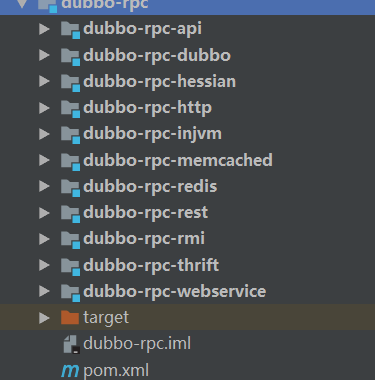 dubbo-rpc
dubbo-rpc-api
dubbo-rpc-dubbo
dubbo-rpc-hessian
dubbo-rpc-http
dubbo-rpc-injvm
dubbo-rpc-memcached
dubbo-rpc-redis
dubbo-rpc-rest
dubbo-rpc-rmi
dubbo-rpc-thrift
dubbo-rpc-webservice
target
dubbo-rpc.iml
pom.xml